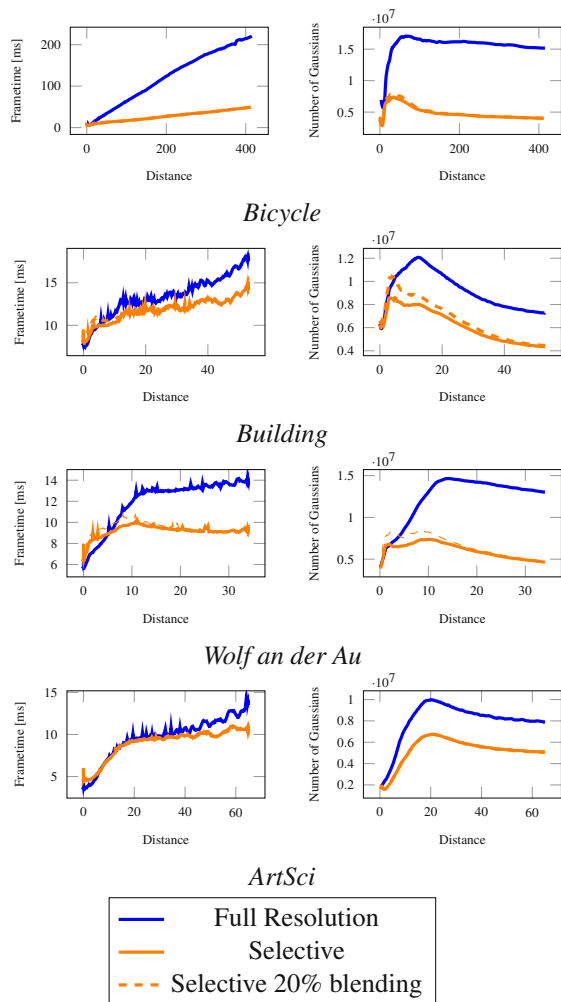 Frametime [ms]
200
100
0
0
200
400
Distance
Number of Gaussians
·10^7
1.5
1
0.5
0
200
400
Distance
Bicycle
Frametime [ms]
15
10
0
20
40
Distance
Number of Gaussians
·10^7
1.2
1
0.8
0.6
0.4
0
20
40
Distance
Building
Frametime [ms]
14
12
10
8
6
0
10
20
30
Distance
Number of Gaussians
·10^7
1.5
1
0.5
0
10
20
30
Distance
Wolf an der Au
Frametime [ms]
15
10
5
0
20
40
60
Distance
Number of Gaussians
·10^7
1
0.8
0.6
0.4
0.2
0
20
40
60
Distance
ArtSci
Full Resolution
Selective
Selective 20% blending